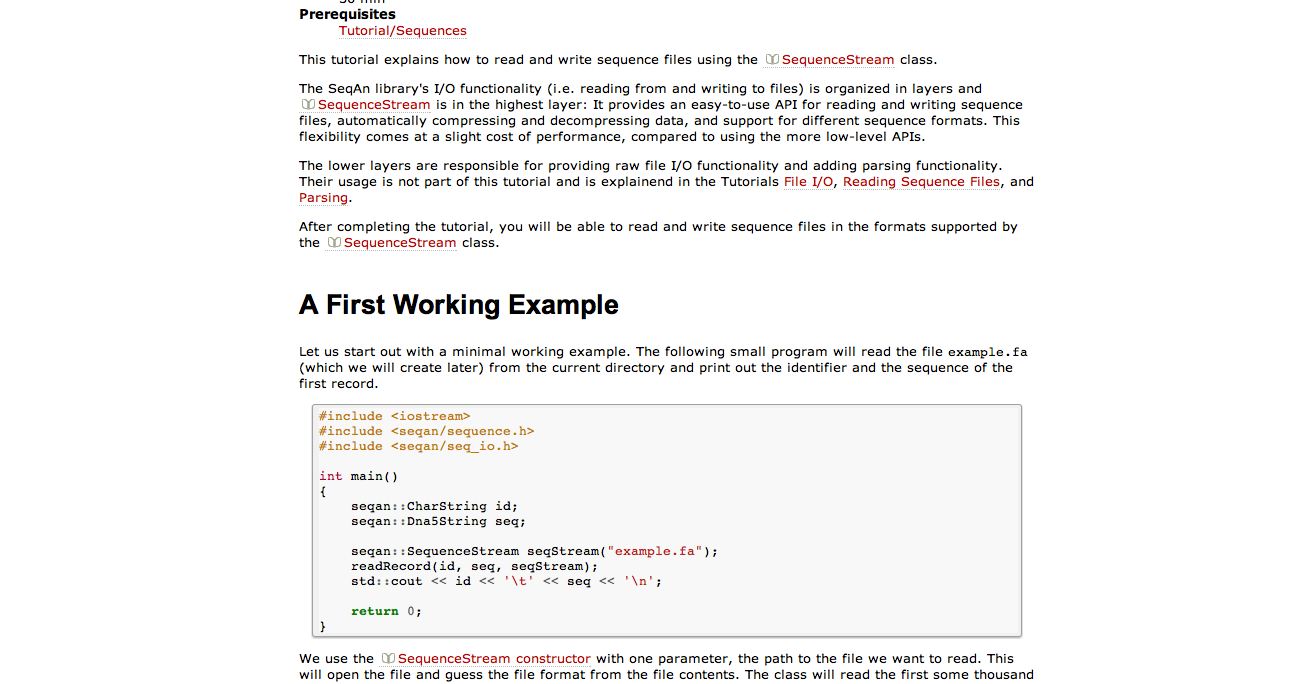 Prerequisites
Tutorial/Sequences
This tutorial explains how to read and write sequence files using the SequenceStream class.
The SeqAn library's I/O functionality (i.e. reading from and writing to files) is organized in layers and
SequenceStream is in the highest layer: It provides an easy-to-use API for reading and writing sequence
files, automatically compressing and decompressing data, and support for different sequence formats. This
flexibility comes at a slight cost of performance, compared to using the more low-level APIs.
The lower layers are responsible for providing raw file I/O functionality and adding parsing functionality.
Their usage is not part of this tutorial and is explainend in the Tutorials File I/O, Reading Sequence Files, and
Parsing.
After completing the tutorial, you will be able to read and write sequence files in the formats supported by
the SequenceStream class.
A First Working Example
Let us start out with a minimal working example. The following small program will read the file example.fa
(which we will create later) from the current directory and print out the identifier and the sequence of the
first record.
#include <iostream>
#include <seqan/sequence.h>
#include <seqan/seq_io.h>
int main()
{
    seqan::CharString id;
    seqan::Dna5String seq;
    seqan::SequenceStream seqStream("example.fa");
    readRecord(id, seq, seqStream);
    std::cout << id << '\t' << seq << '\n';
    return 0;
}
We use the SequenceStream constructor with one parameter, the path to the file we want to read. This
will open the file and guess the file format from the file contents. The class will read the first some thousand